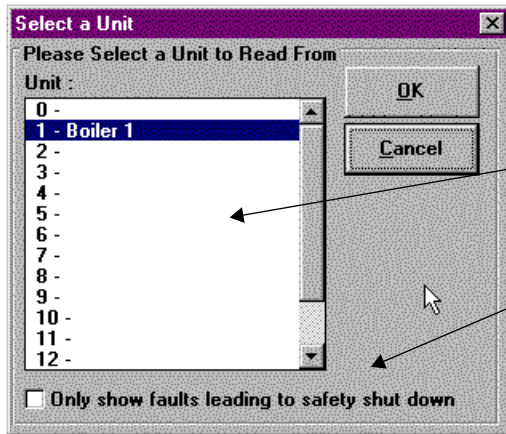 Select a Unit
Please Select a Unit to Read From
Unit :
0 -
1 - Boiler 1
2 -
3 -
4 -
5 -
6 -
7 -
8 -
9 -
10 -
11 -
12 -
OK
Cancel
Only show faults leading to safety shut down